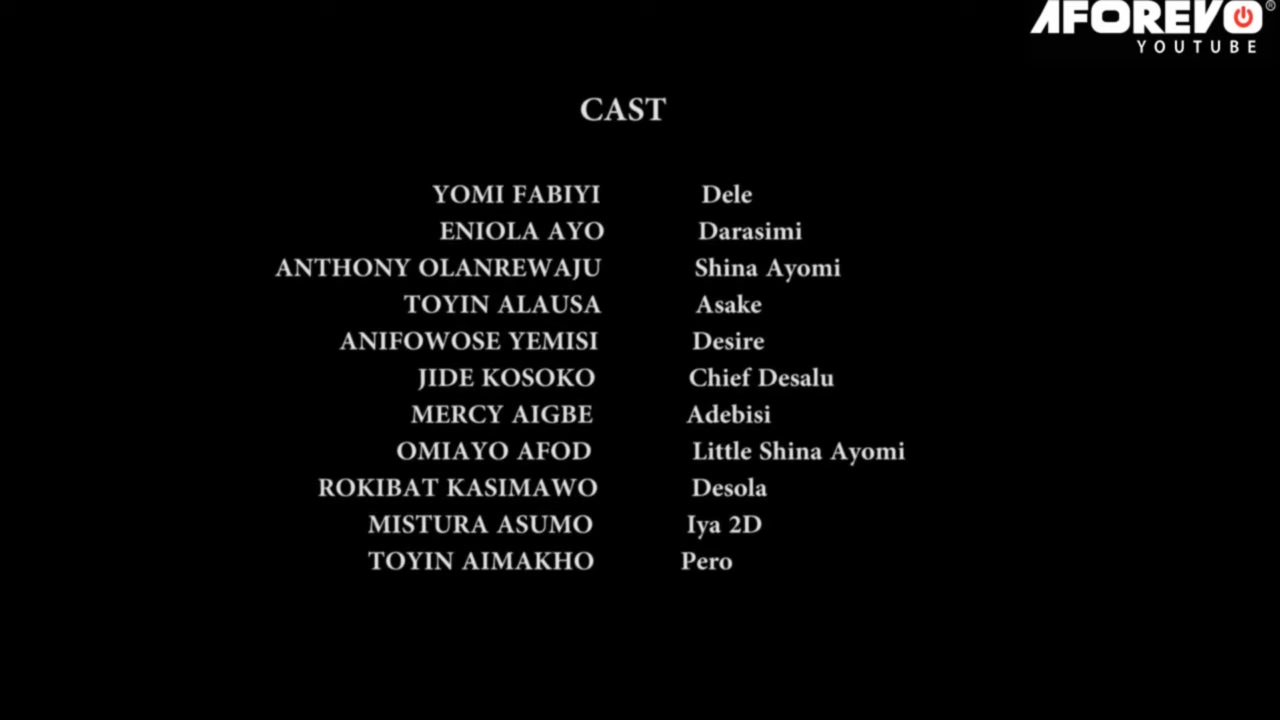 AFOREVO®
YOUTUBE
CAST
YOMI FABIYI Dele
ENIOLA AYO Darasimi
ANTHONY OLANREWAJU Shina Ayomi
TOYIN ALAUSA Asake
ANIFOWOSE YEMISI Desire
JIDE KOSOKO Chief Desalu
MERCY AIGBE Adebisi
OMIAYO AFOD Little Shina Ayomi
ROKIBAT KASIMAWO Desola
MISTURA ASUMO Iya 2D
TOYIN AIMAKHO Pero